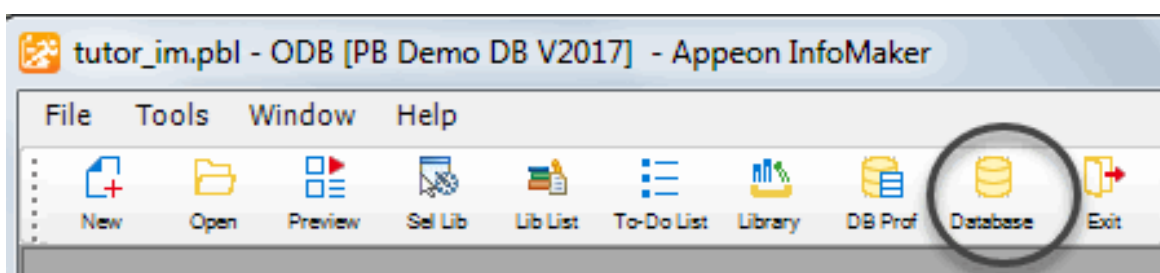 tutor_im.pbl - ODB [PB Demo DB V2017] - Appeon InfoMaker
File Tools Window Help
New Open Preview Sel Lib Lib List To-Do List Library DB Prof Database Exit